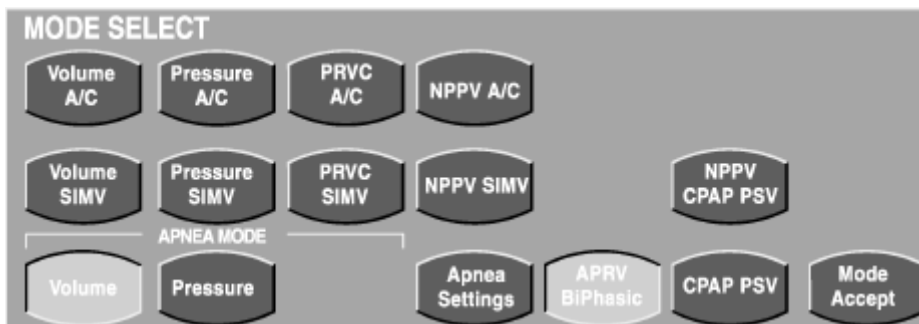 MODE SELECT
Volume
A/C
Pressure
A/C
PRVC
A/C
NPPV A/C
Volume
SIMV
Pressure
SIMV
PRVC
SIMV
NPPV SIMV
NPPV
CPAP PSV
APNEA MODE
Volume
Pressure
Apnea
Settings
APRV
BiPhasic
CPAP PSV
Mode
Accept